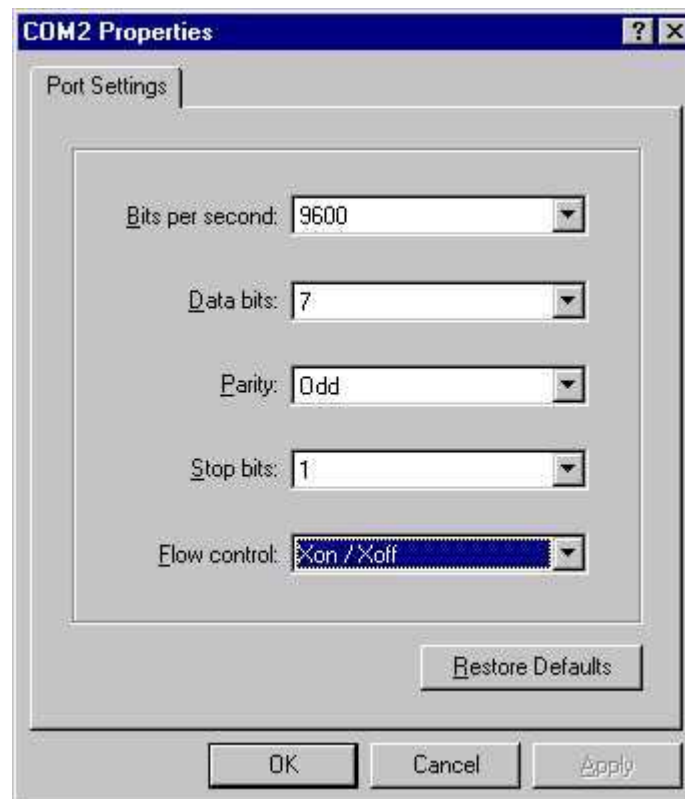 COM2 Properties
Port Settings
Bits per second: 9600
Data bits: 7
Parity: Odd
Stop bits: 1
Flow control: Xon / Xoff
Restore Defaults
OK Cancel Apply